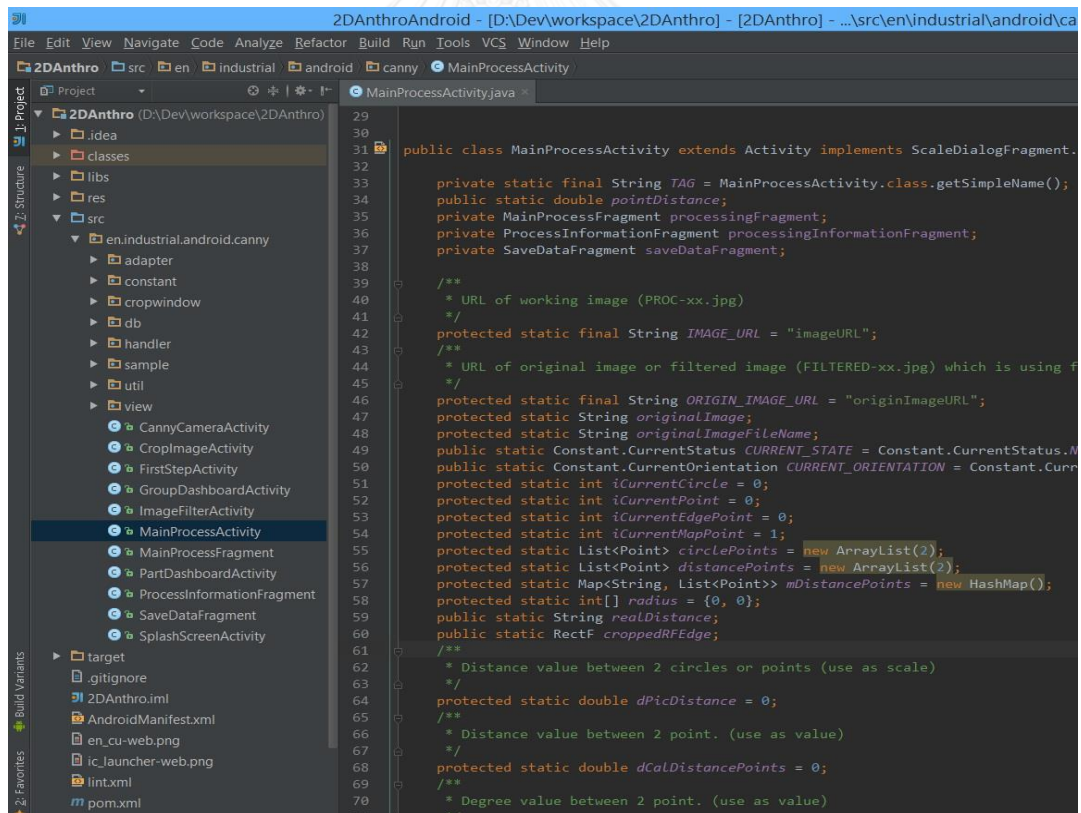 2DAnthroAndroid - [D:\Dev\workspace\2DAnthro] - [2DAnthro] - ...\src\en\industrial\android\ca
File Edit View Navigate Code Analyze Refactor Build Run Tools VCS Window Help
2DAnthro src en industrial android canny MainProcessActivity
Project
MainProcessActivity.java
1: Project
7: Structure
Build Variants
2: Favorites
2DAnthro (D:\Dev\workspace\2DAnthro)
.idea
classes
libs
res
src
en.industrial.android.canny
adapter
constant
cropwindow
db
handler
sample
util
view
CannyCameraActivity
CropImageActivity
FirstStepActivity
GroupDashboardActivity
ImageFilterActivity
MainProcessActivity
MainProcessFragment
PartDashboardActivity
ProcessInformationFragment
SaveDataFragment
SplashScreenActivity
target
.gitignore
2DAnthro.iml
AndroidManifest.xml
en_cu-web.png
ic_launcher-web.png
lint.xml
pom.xml
29
30
31 public class MainProcessActivity extends Activity implements ScaleDialogFragment.
32
33 private static final String TAG = MainProcessActivity.class.getSimpleName();
34 public static double pointDistance;
35 private MainProcessFragment processingFragment;
36 private ProcessInformationFragment processingInformationFragment;
37 private SaveDataFragment saveDataFragment;
38
39 /**
40 * URL of working image (PROC-xx.jpg)
41 */
42 protected static final String IMAGE_URL = "imageURL";
43 /**
44 * URL of original image or filtered image (FILTERED-xx.jpg) which is using f
45 */
46 protected static final String ORIGIN_IMAGE_URL = "originImageURL";
47 protected static String originalImage;
48 protected static String originalImageFileName;
49 public static Constant.CurrentStatus CURRENT_STATE = Constant.CurrentStatus.N
50 public static Constant.CurrentOrientation CURRENT_ORIENTATION = Constant.Curr
51 protected static int iCurrentCircle = 0;
52 protected static int iCurrentPoint = 0;
53 protected static int iCurrentEdgePoint = 0;
54 protected static int iCurrentMapPoint = 1;
55 protected static List<Point> circlePoints = new ArrayList(2);
56 protected static List<Point> distancePoints = new ArrayList(2);
57 protected static Map<String, List<Point>> mDistancePoints = new HashMap();
58 protected static int[] radius = {0, 0};
59 public static String realDistance;
60 public static RectF croppedRFEdge;
61 /**
62 * Distance value between 2 circles or points (use as scale)
63 */
64 protected static double dPicDistance = 0;
65 /**
66 * Distance value between 2 point. (use as value)
67 */
68 protected static double dCalDistancePoints = 0;
69 /**
70 * Degree value between 2 point. (use as value)